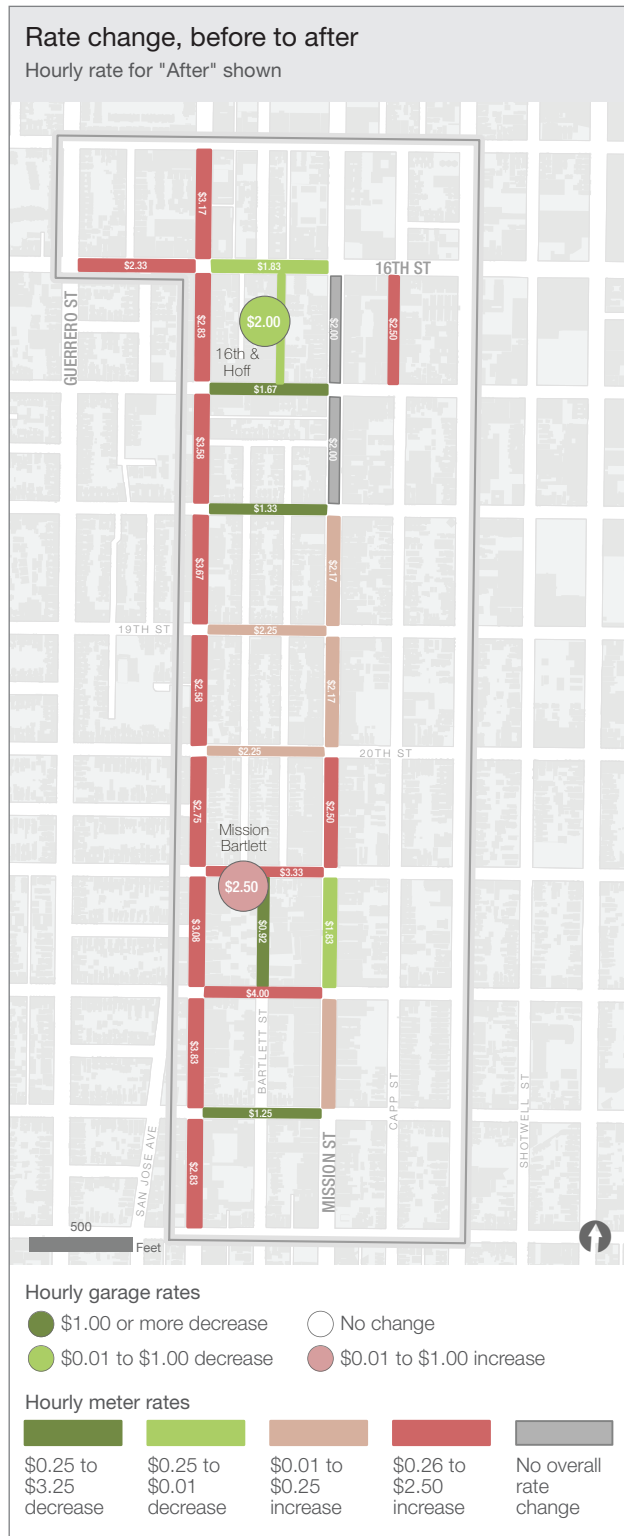 Rate change, before to after
Hourly rate for "After" shown
$3.17
$2.33
$1.83
16TH ST
GUERRERO ST
$2.83
$2.00
$2.00
$2.50
16th &
Hoff
$1.67
$3.58
$2.00
$1.33
$3.67
$2.17
19TH ST
$2.25
$2.58
$2.17
$2.25
20TH ST
$2.75
$2.50
Mission
Bartlett
$3.33
$2.50
$3.08
$0.92
$1.83
$4.00
$3.83
BARTLETT ST
CAPP ST
SHOTWELL ST
$1.25
SAN JOSE AVE
$2.83
MISSION ST
500
Feet
Hourly garage rates
$1.00 or more decrease
No change
$0.01 to $1.00 decrease
$0.01 to $1.00 increase
Hourly meter rates
$0.25 to
$3.25
decrease
$0.25 to
$0.01
decrease
$0.01 to
$0.25
increase
$0.26 to
$2.50
increase
No overall
rate
change